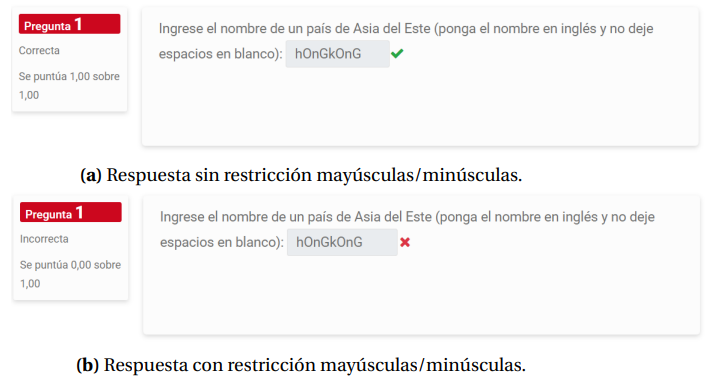 Pregunta 1
Correcta
Se puntúa 1,00 sobre
1,00
Ingrese el nombre de un país de Asia del Este (ponga el nombre en inglés y no deje
espacios en blanco): hOnGkOnG
(a) Respuesta sin restricción mayúsculas/minúsculas.
Pregunta 1
Incorrecta
Se puntúa 0,00 sobre
1,00
Ingrese el nombre de un país de Asia del Este (ponga el nombre en inglés y no deje
espacios en blanco): hOnGkOnG
(b) Respuesta con restricción mayúsculas/minúsculas.